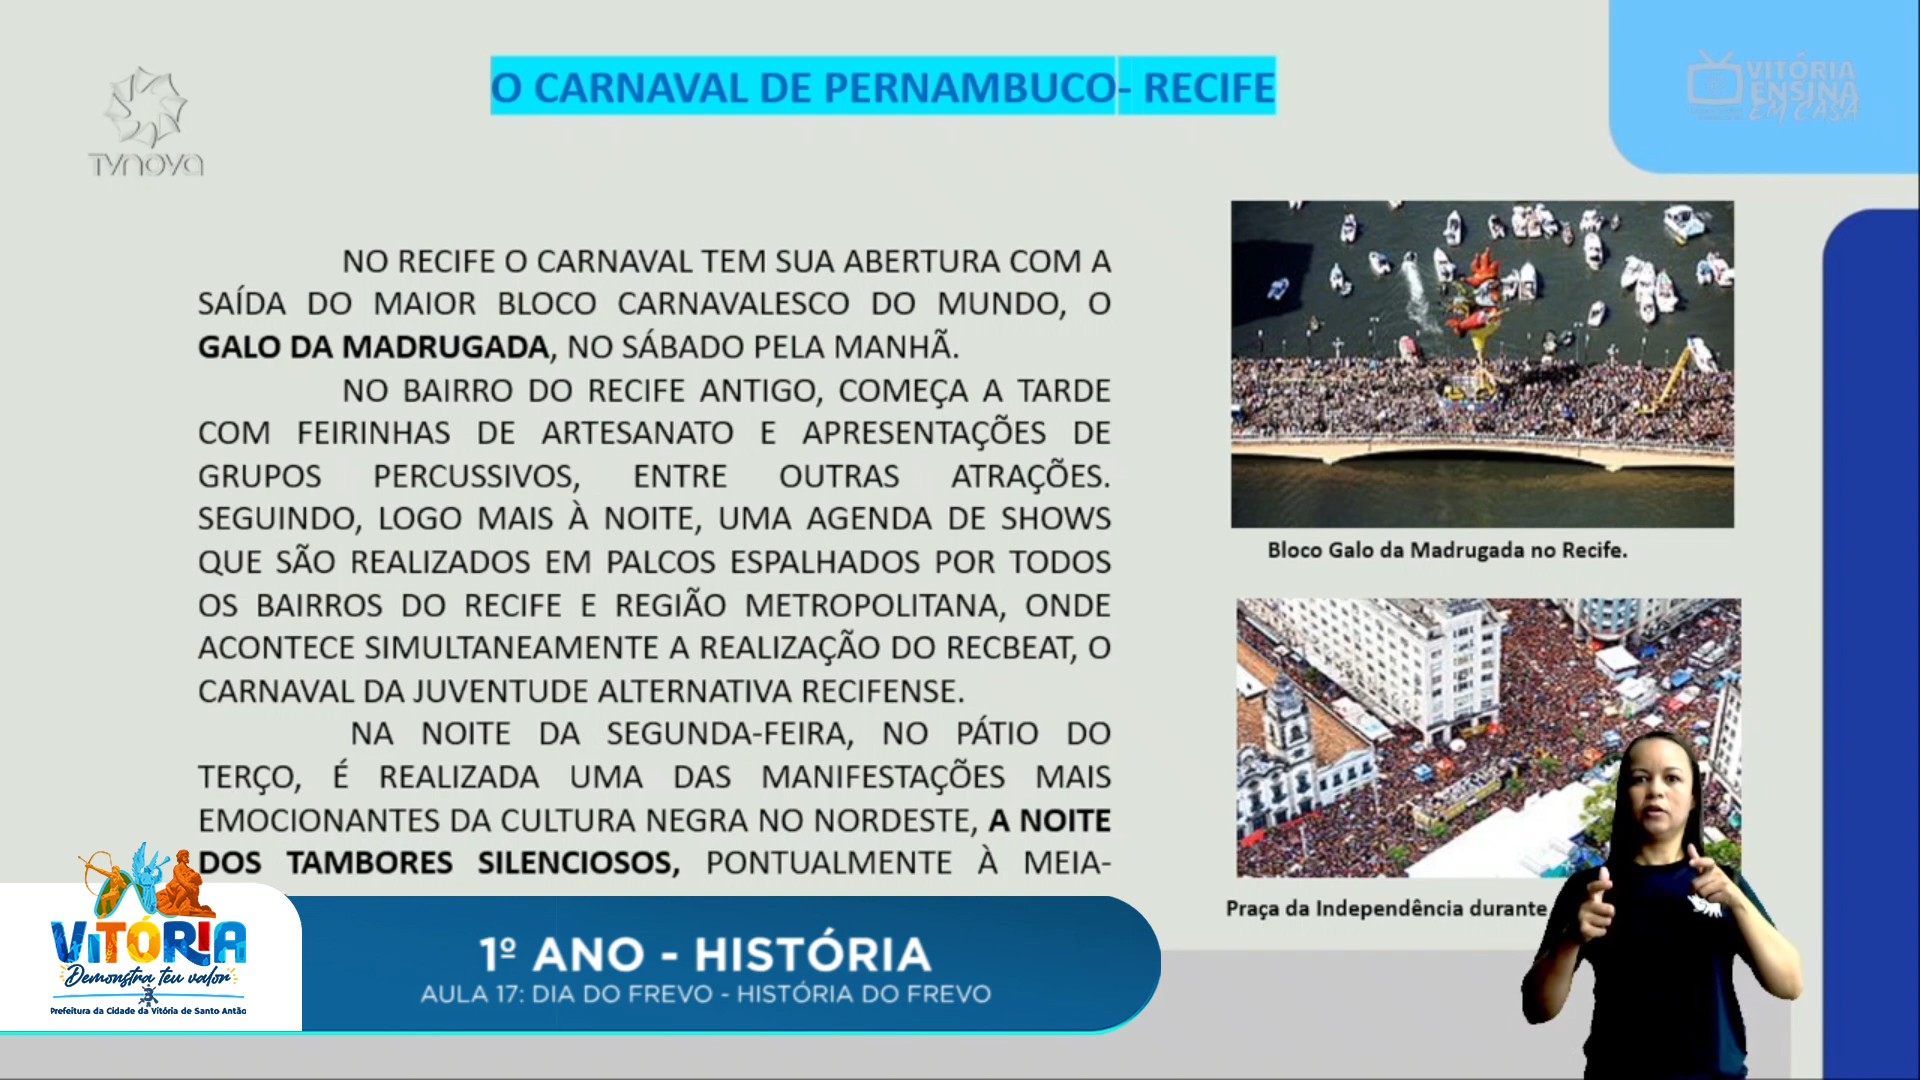 O CARNAVAL DE PERNAMBUCO- RECIFE
TVNOVA
VITÓRIA
ENSINA
EM CASA
NO RECIFE O CARNAVAL TEM SUA ABERTURA COM A
SAÍDA DO MAIOR BLOCO CARNAVALESCO DO MUNDO, O
GALO DA MADRUGADA, NO SÁBADO PELA MANHÃ.
NO BAIRRO DO RECIFE ANTIGO, COMEÇA A TARDE
COM FEIRINHAS DE ARTESANATO E APRESENTAÇÕES DE
GRUPOS PERCUSSIVOS, ENTRE OUTRAS ATRAÇÕES.
SEGUINDO, LOGO MAIS À NOITE, UMA AGENDA DE SHOWS
QUE SÃO REALIZADOS EM PALCOS ESPALHADOS POR TODOS
OS BAIRROS DO RECIFE E REGIÃO METROPOLITANA, ONDE
ACONTECE SIMULTANEAMENTE A REALIZAÇÃO DO RECBEAT, O
CARNAVAL DA JUVENTUDE ALTERNATIVA RECIFENSE.
NA NOITE DA SEGUNDA-FEIRA, NO PÁTIO DO
TERÇO, É REALIZADA UMA DAS MANIFESTAÇÕES MAIS
EMOCIONANTES DA CULTURA NEGRA NO NORDESTE, A NOITE
DOS TAMBORES SILENCIOSOS, PONTUALMENTE À MEIA-
Bloco Galo da Madrugada no Recife.
Praça da Independência durante
VITÓRIA
Demonstra teu valor
Prefeitura da Cidade da Vitória de Santo Antão
1º ANO - HISTÓRIA
AULA 17: DIA DO FREVO - HISTÓRIA DO FREVO